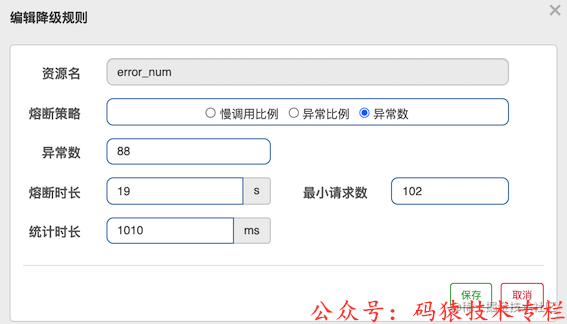 编辑降级规则 ×
资源名 error_num
熔断策略 慢调用比例 异常比例 异常数
异常数 88
熔断时长 19 s 最小请求数 102
统计时长 1010 ms
保存 取消
公众号：码猿技术专栏